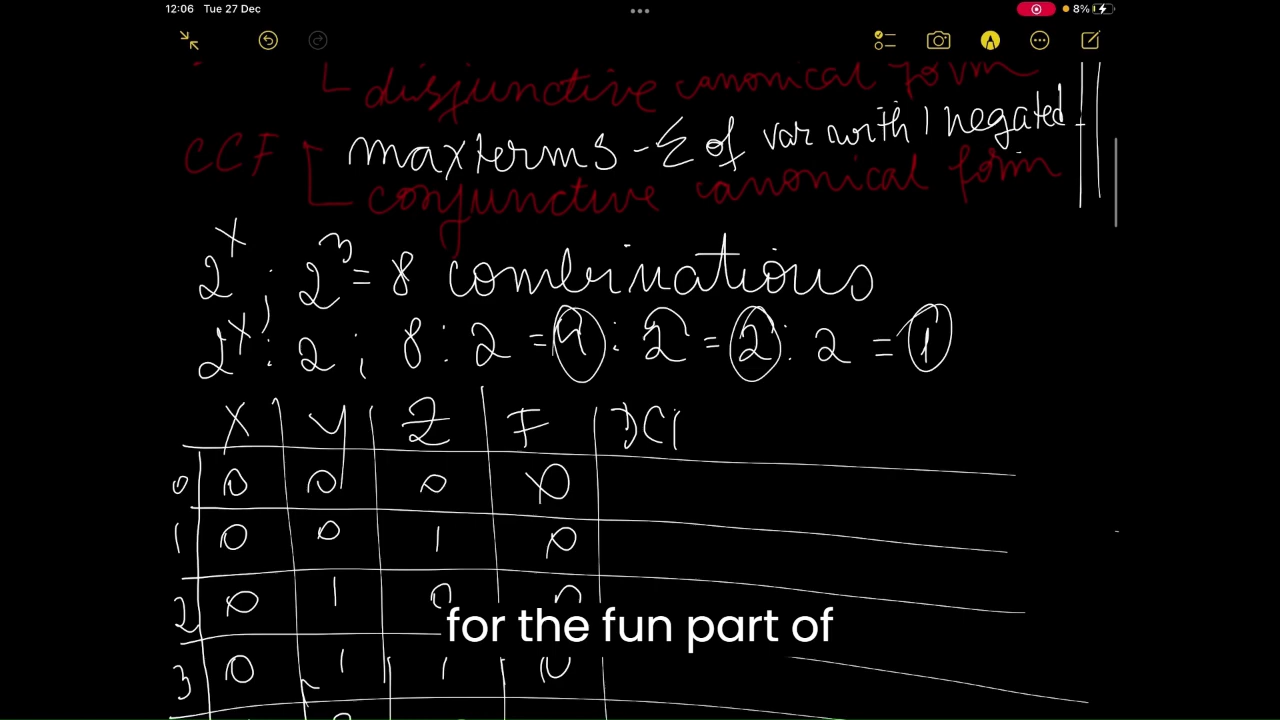 12:06 Tue 27 Dec 8%
disjunctive canonical form
CCF maxterms - Σ of var with 1 negated
conjunctive canonical form
2^x ; 2^3 = 8 combinations
2^x : 2 ; 8 : 2 = 4 : 2 = 2 : 2 = 1
X Y Z F DC
0 0 0 0 0
1 0 0 1 0
2 0 1 0 0
for the fun part of
3 0 1 1 0
0